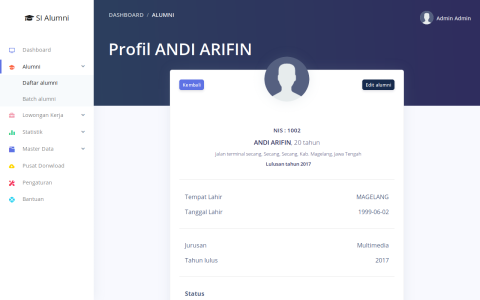 SI Alumni
Dashboard
Alumni
Daftar alumni
Batch alumni
Lowongan Kerja
Statistik
Master Data
Pusat Donwload
Pengaturan
Bantuan
DASHBOARD / ALUMNI
Admin Admin
Profil ANDI ARIFIN
Kembali
Edit alumni
NIS : 1002
ANDI ARIFIN, 20 tahun
Jalan terminal secang, Secang, Secang, Kab. Magelang, Jawa Tengah
Lulusan tahun 2017
Tempat Lahir MAGELANG
Tanggal Lahir 1999-06-02
Jurusan Multimedia
Tahun lulus 2017
Status